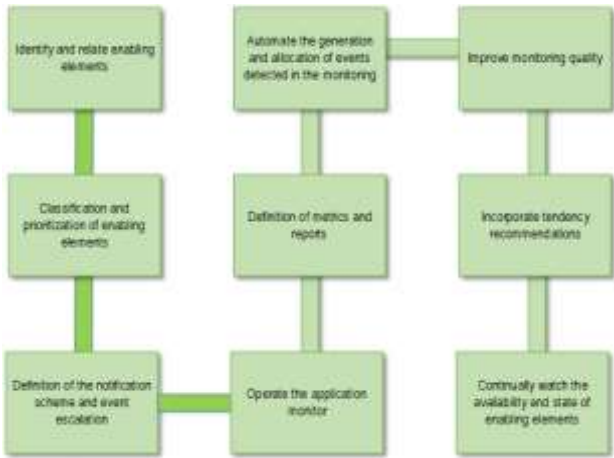 Identify and relate enabling
elements
Classification and
prioritization of enabling
elements
Definition of the notification
scheme and event
escalation
Operate the application
monitor
Definition of metrics and
reports
Automate the generation
and allocation of events
detected in the monitoring
Improve monitoring quality
Incorporate tendency
recommendations
Continually watch the
availability and state of
enabling elements